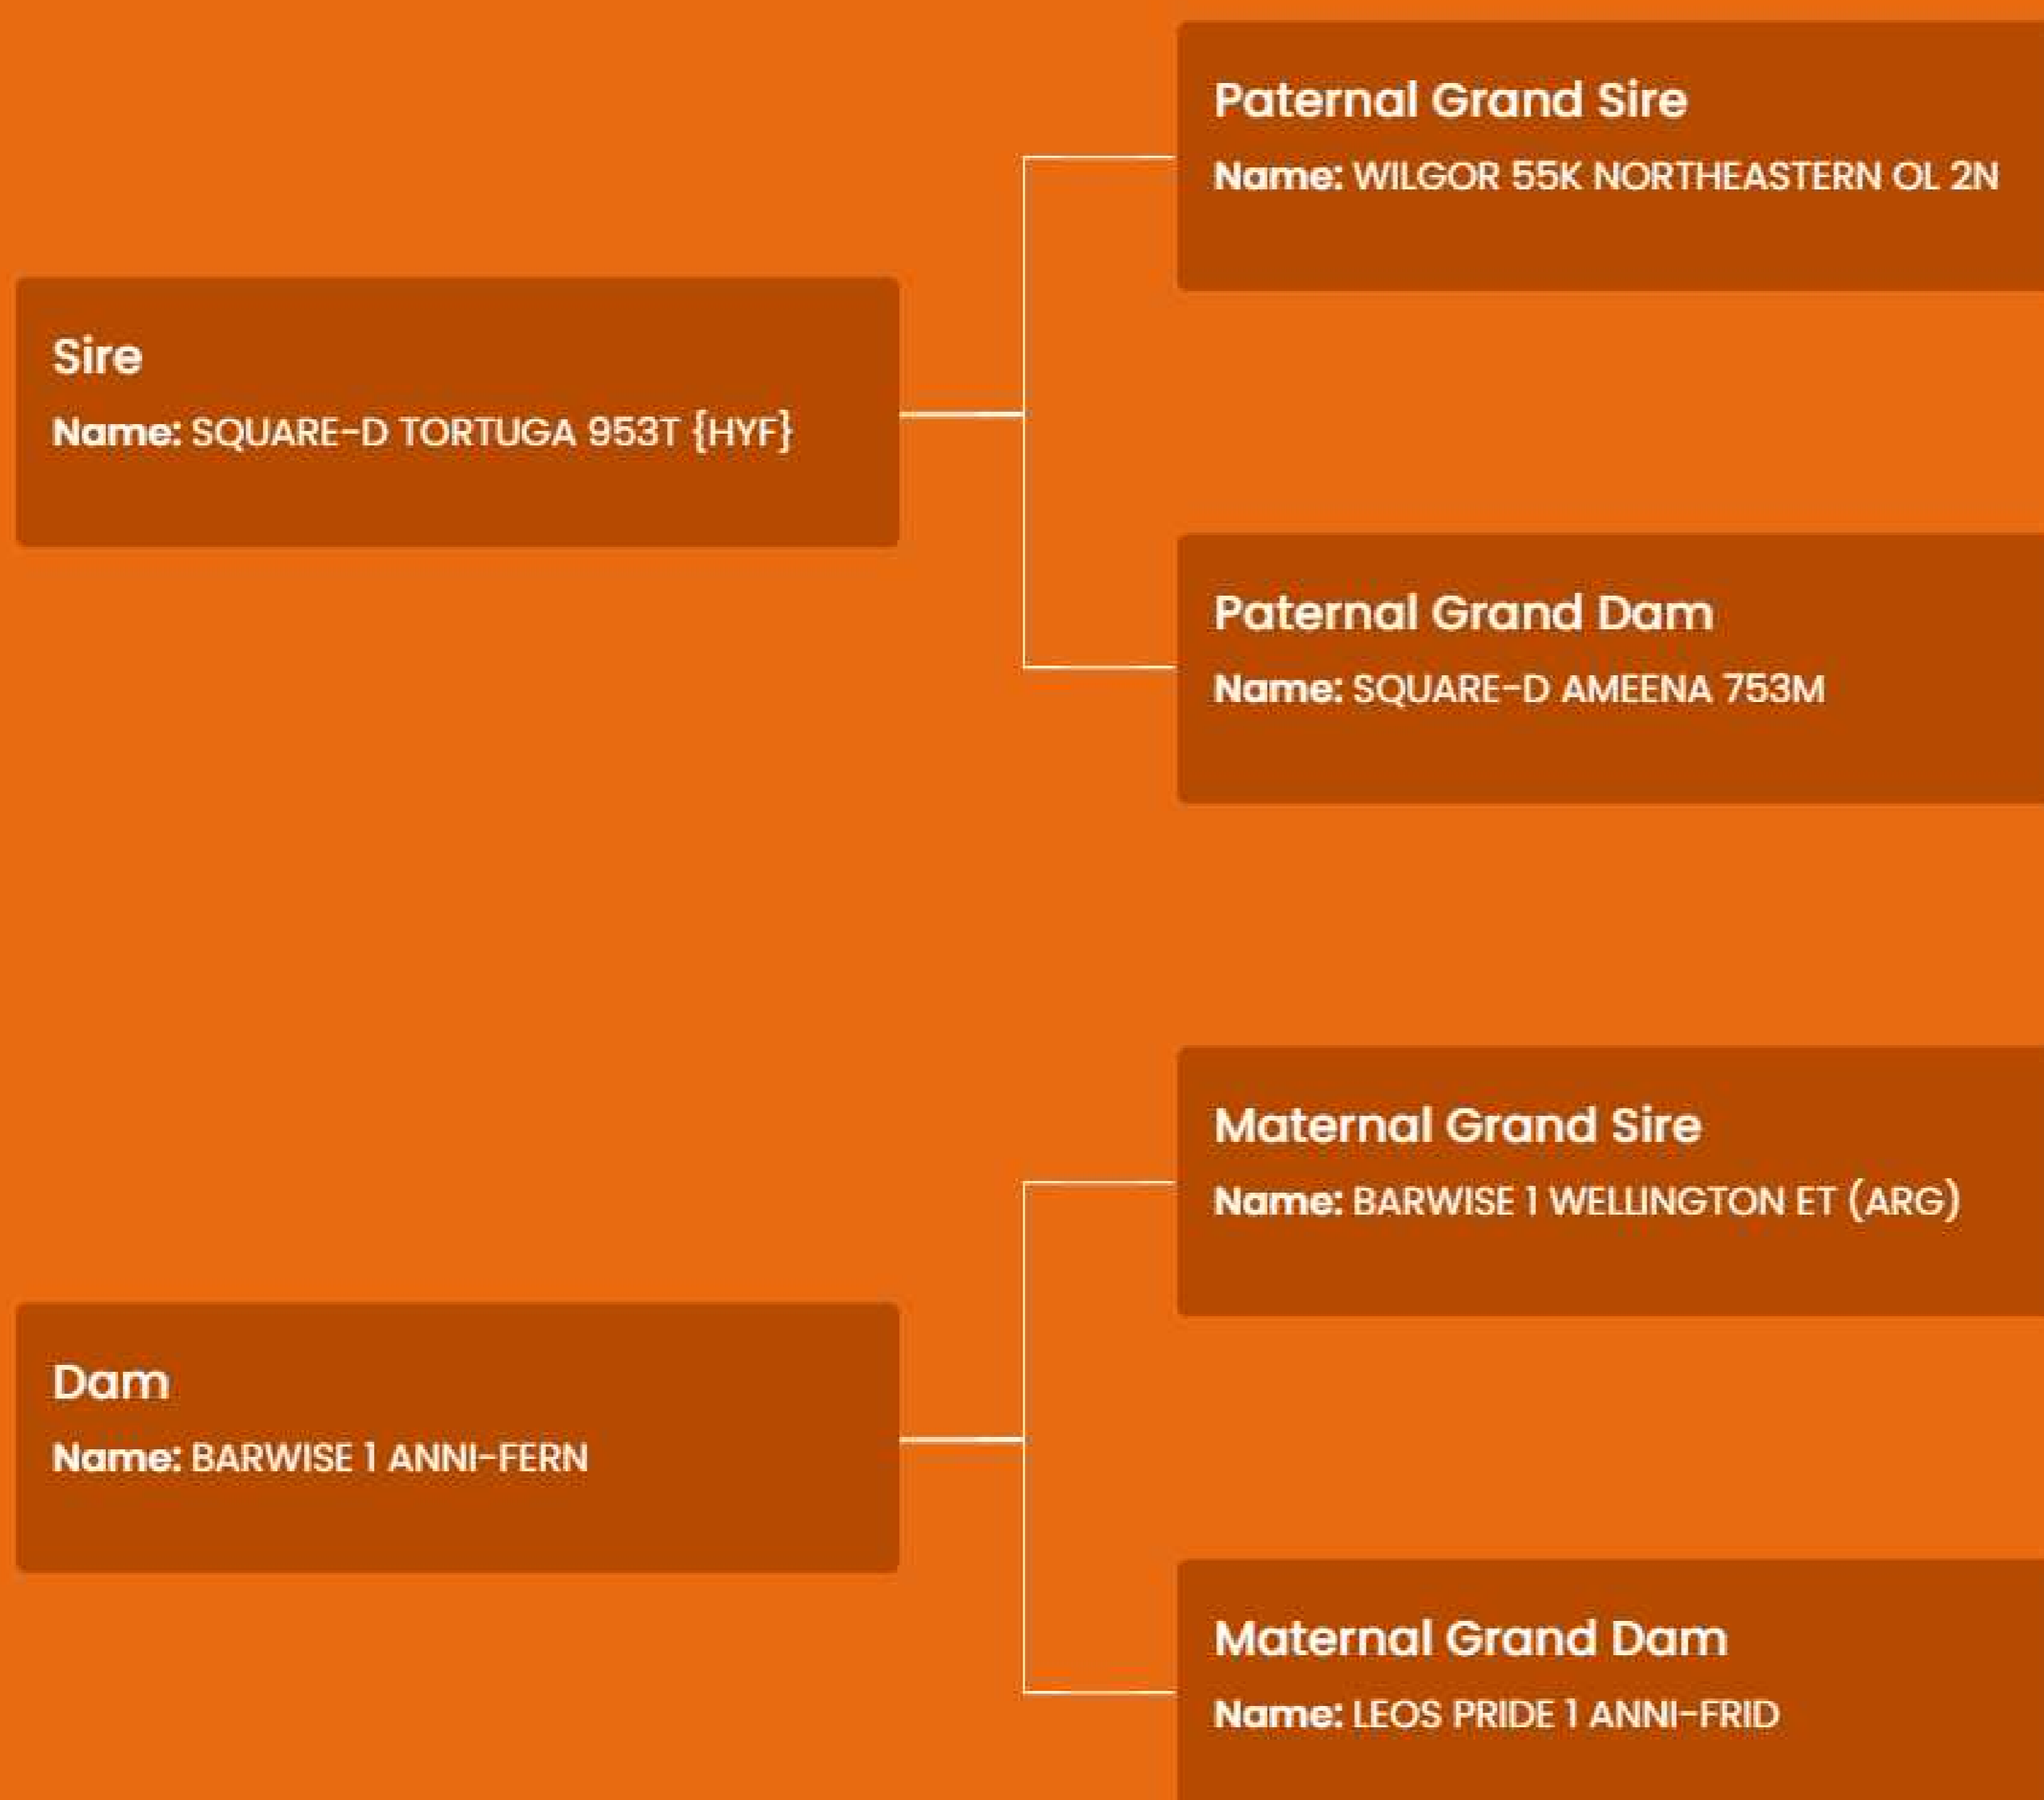 Paternal Grand Sire
Name: WILGOR 55K NORTHEASTERN OL 2N
Sire
Name: SQUARE-D TORTUGA 953T {HYF}
Paternal Grand Dam
Name: SQUARE-D AMEENA 753M
Maternal Grand Sire
Name: BARWISE 1 WELLINGTON ET (ARG)
Dam
Name: BARWISE 1 ANNI-FERN
Maternal Grand Dam
Name: LEOS PRIDE 1 ANNI-FRID